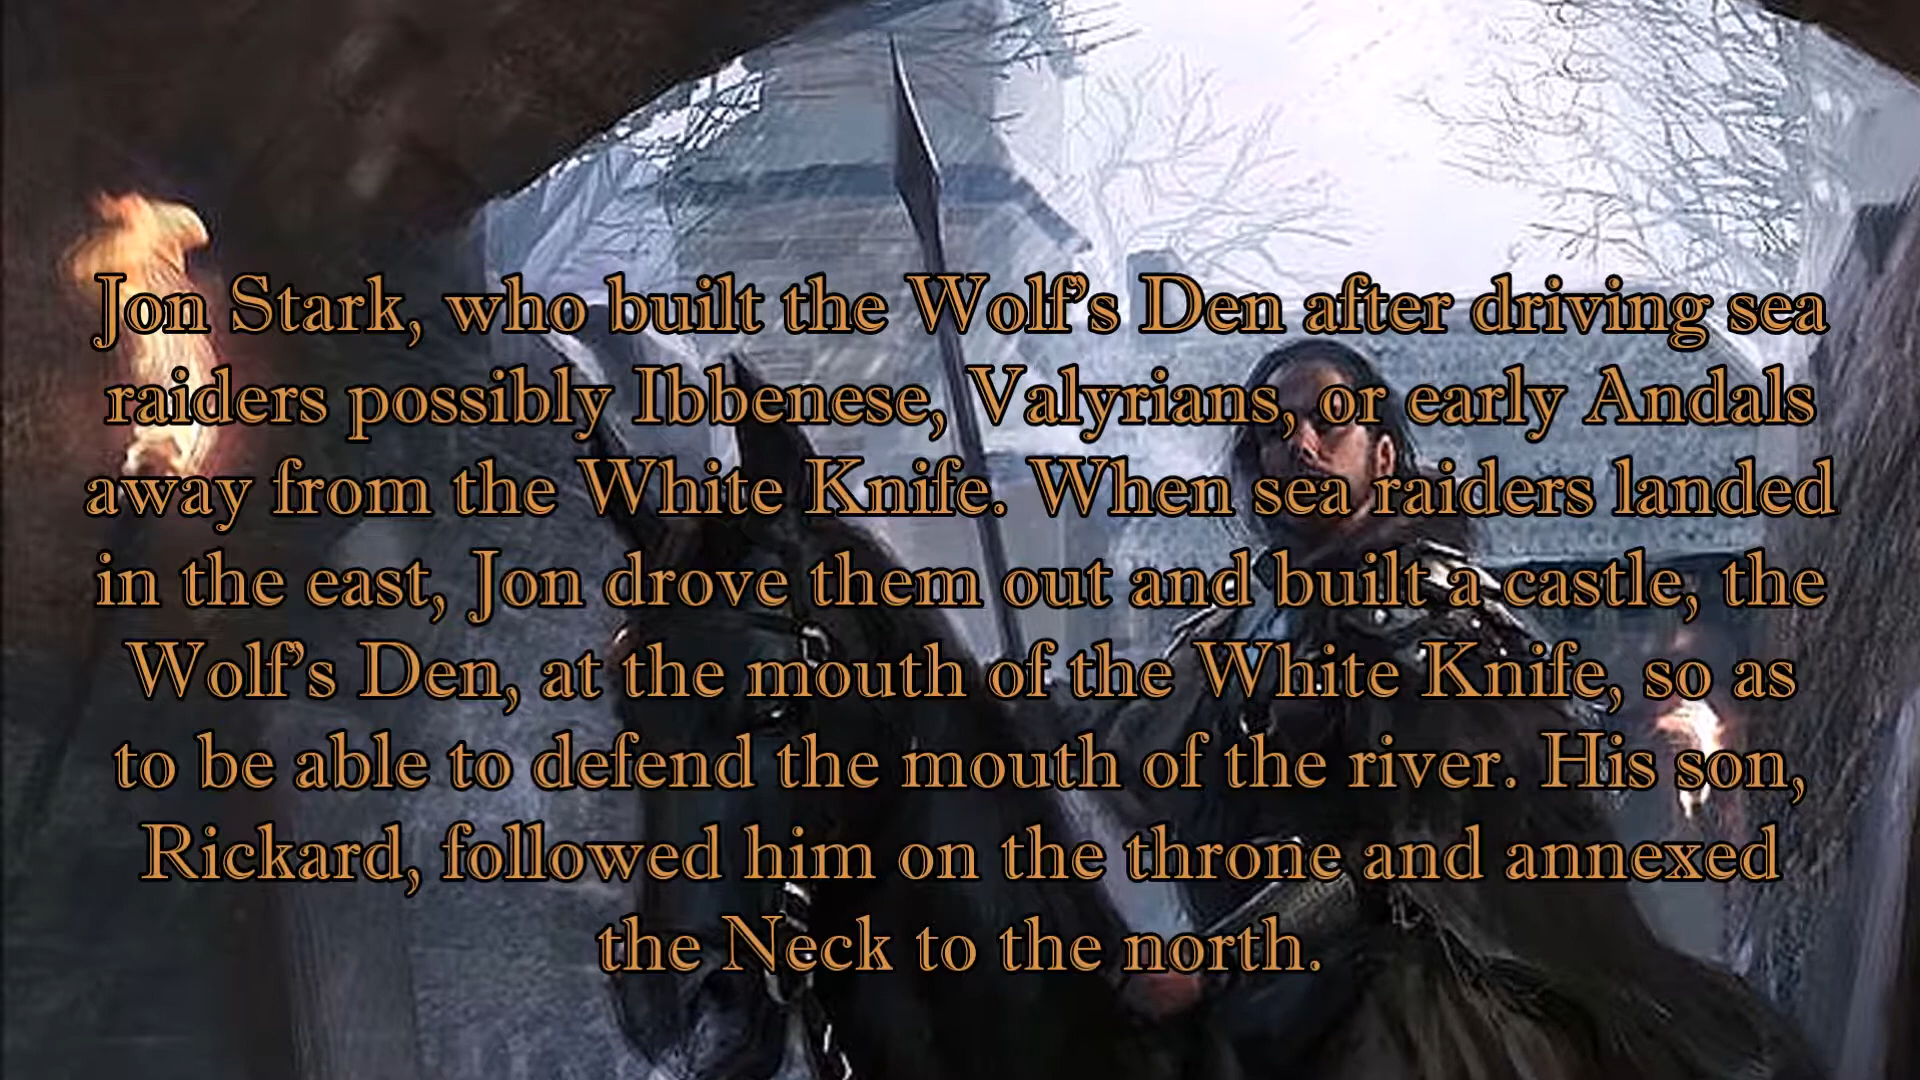 Jon Stark, who built the Wolf’s Den after driving sea
raiders possibly Ibbenese, Valyrians, or early Andals
away from the White Knife. When sea raiders landed
in the east, Jon drove them out and built a castle, the
Wolf’s Den, at the mouth of the White Knife, so as
to be able to defend the mouth of the river. His son,
Rickard, followed him on the throne and annexed
the Neck to the north.